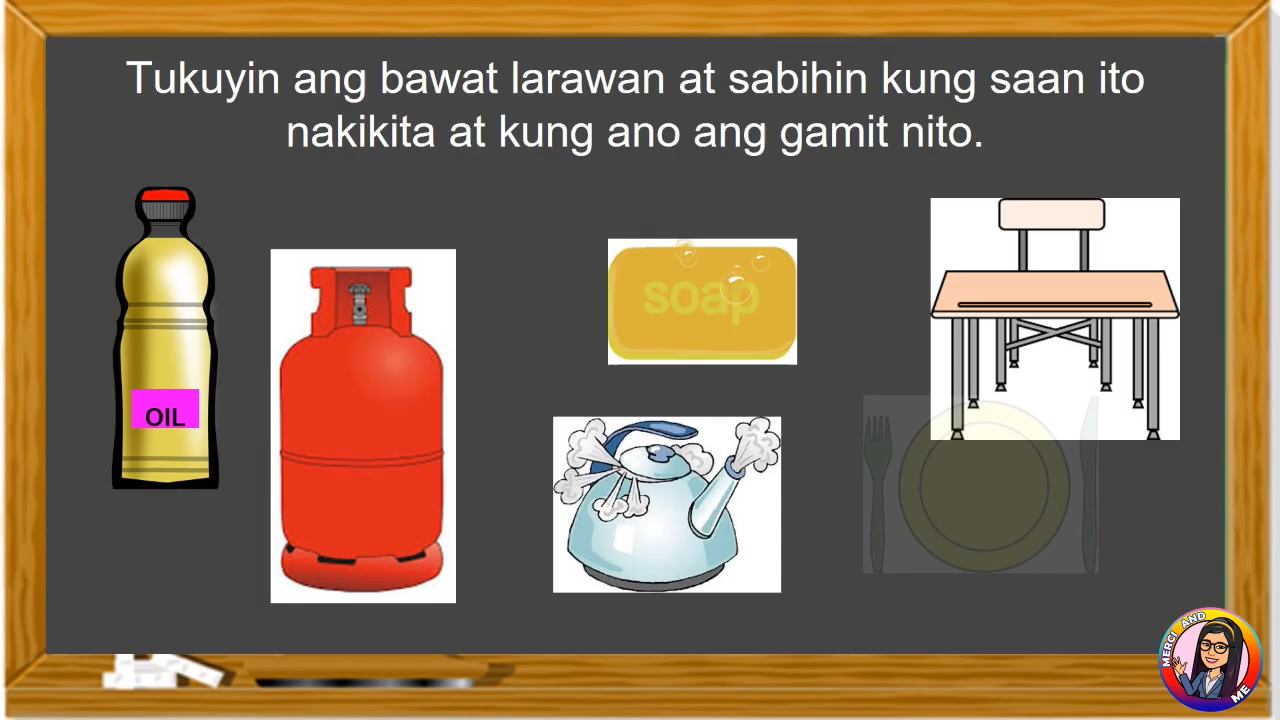 Tukuyin ang bawat larawan at sabihin kung saan ito
nakikita at kung ano ang gamit nito.
OIL
soap
MERCI AND
ME